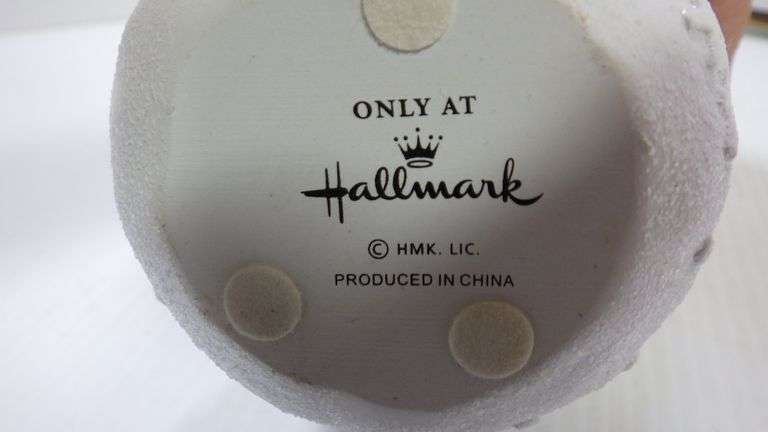 ONLY AT
Hallmark
© HMK. LIC.
PRODUCED IN CHINA